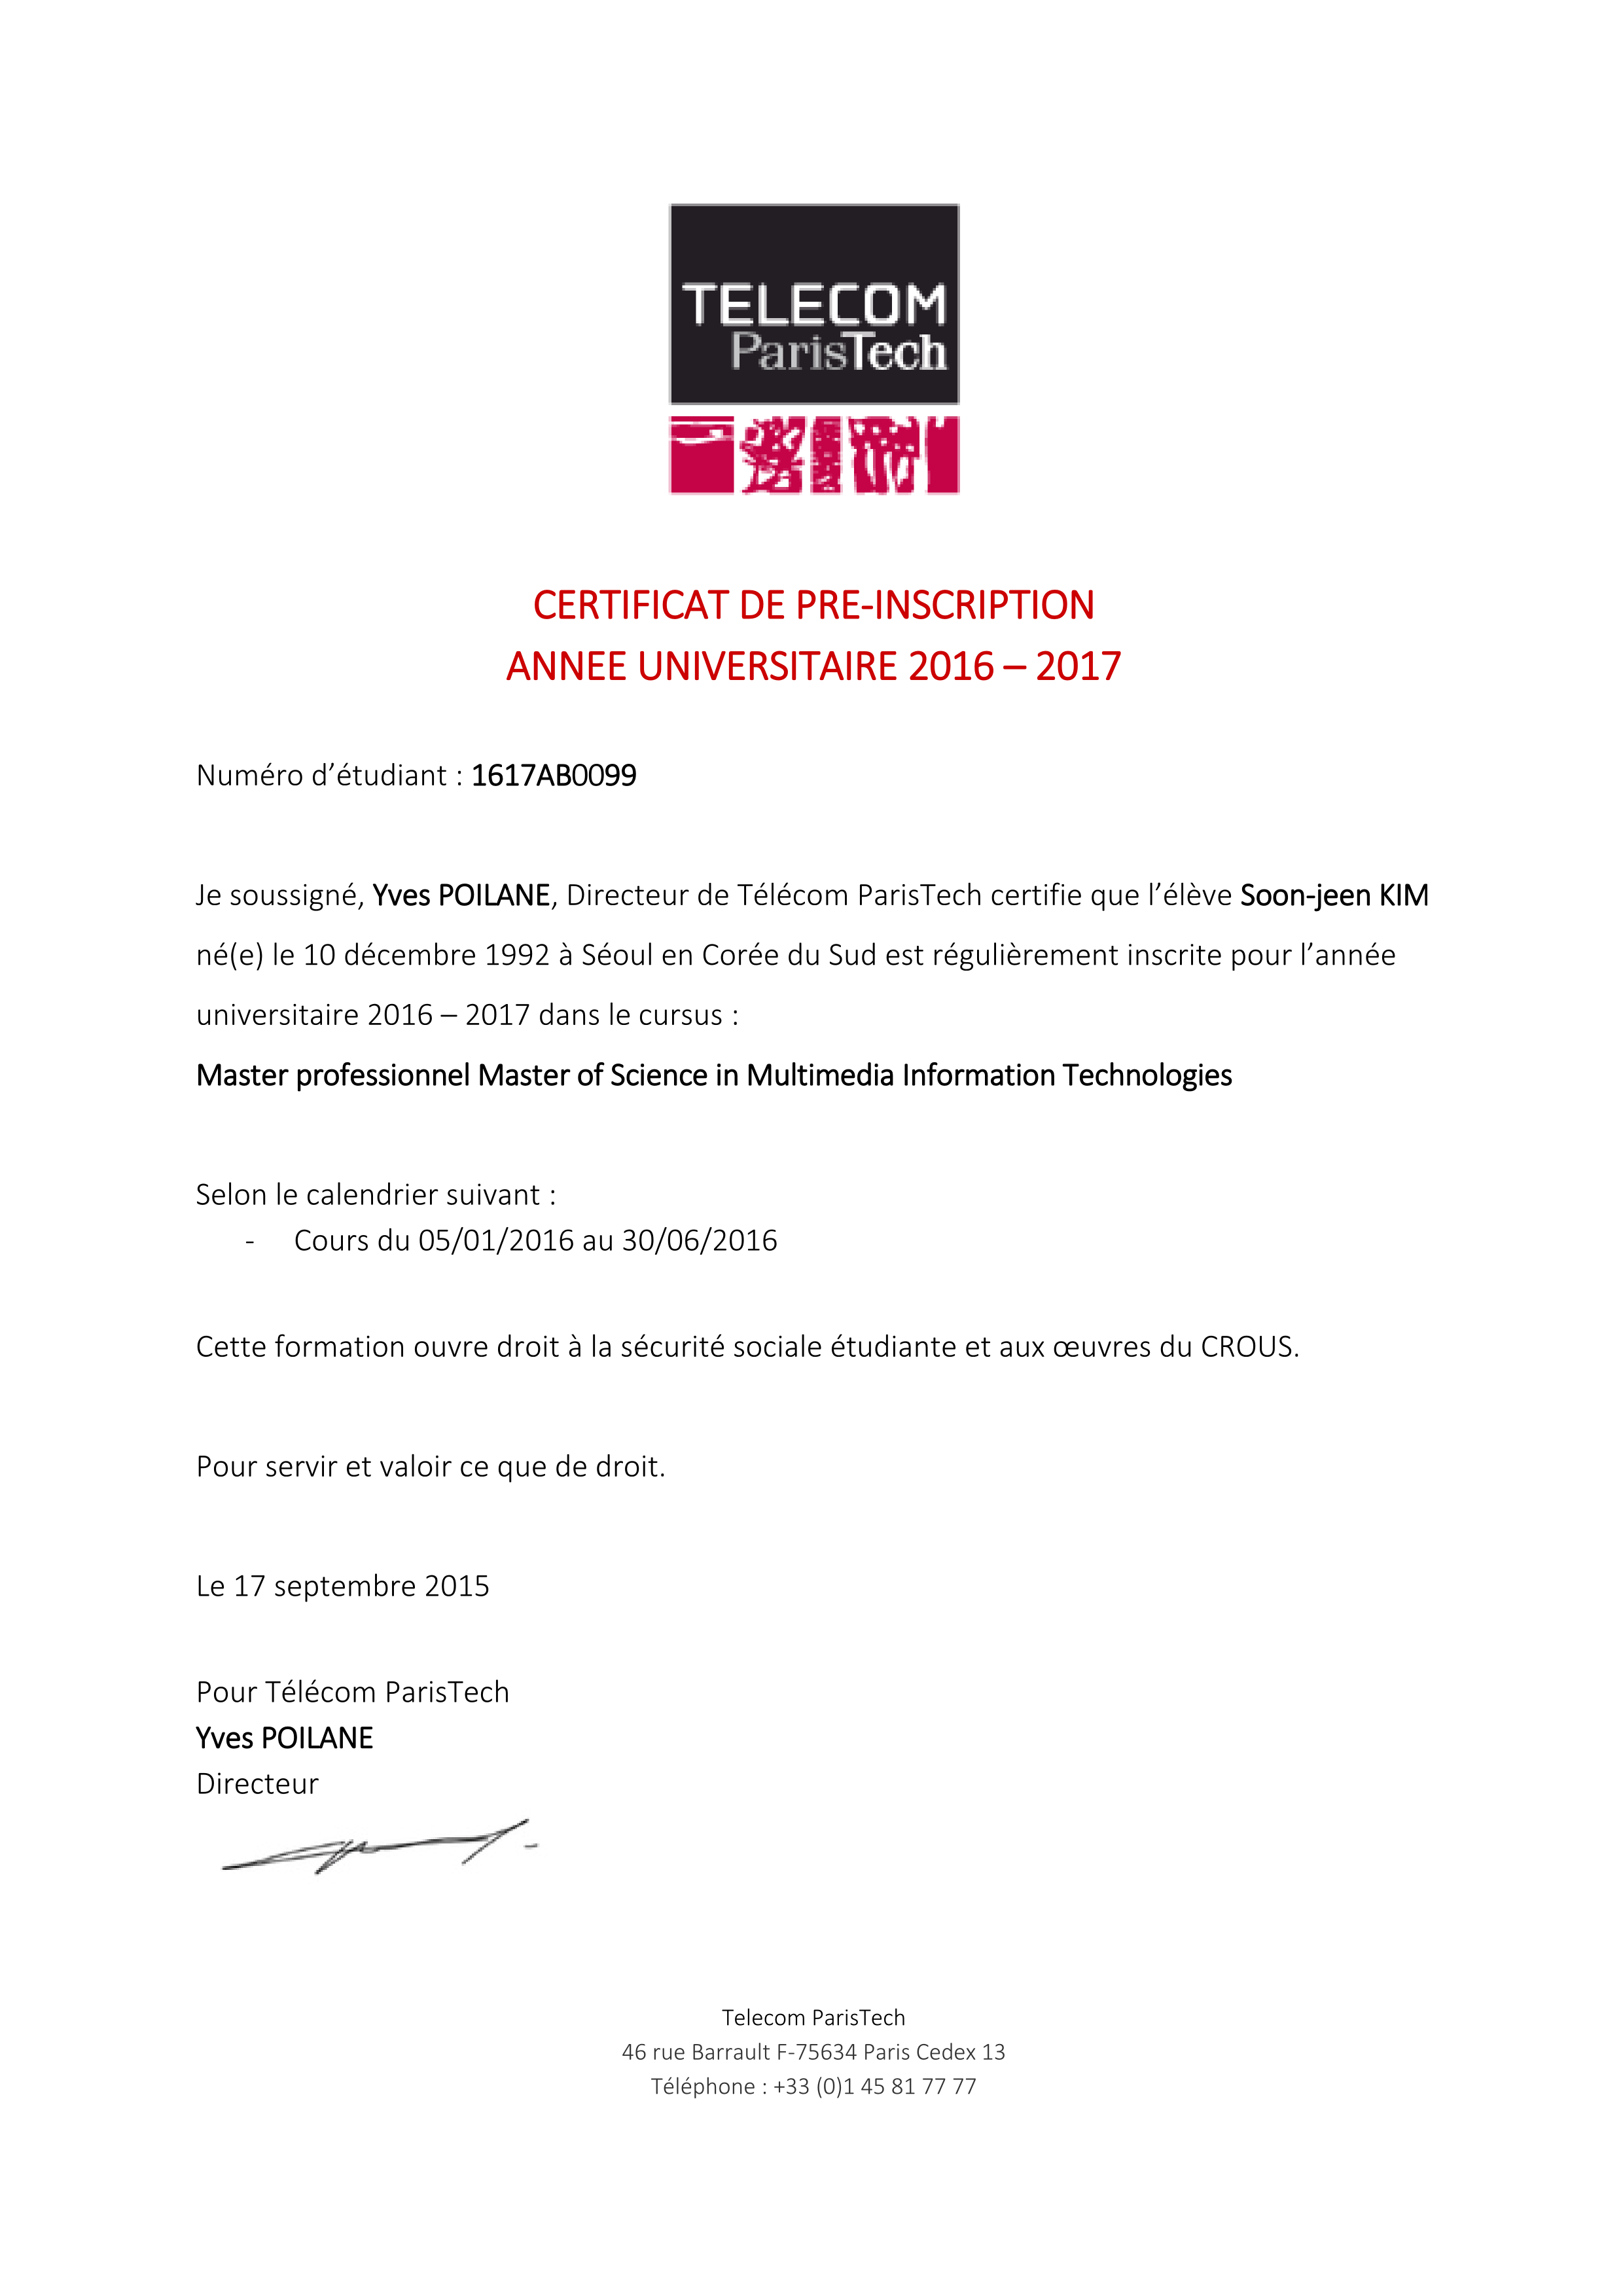 TELECOM
ParisTech
CERTIFICAT DE PRE-INSCRIPTION
ANNEE UNIVERSITAIRE 2016 – 2017
Numéro d’étudiant : 1617AB0099
Je soussigné, Yves POILANE, Directeur de Télécom ParisTech certifie que l’élève Soon-jeen KIM
né(e) le 10 décembre 1992 à Séoul en Corée du Sud est régulièrement inscrite pour l’année
universitaire 2016 – 2017 dans le cursus :
Master professionnel Master of Science in Multimedia Information Technologies
Selon le calendrier suivant :
- Cours du 05/01/2016 au 30/06/2016
Cette formation ouvre droit à la sécurité sociale étudiante et aux œuvres du CROUS.
Pour servir et valoir ce que de droit.
Le 17 septembre 2015
Pour Télécom ParisTech
Yves POILANE
Directeur
Telecom ParisTech
46 rue Barrault F-75634 Paris Cedex 13
Téléphone : +33 (0)1 45 81 77 77